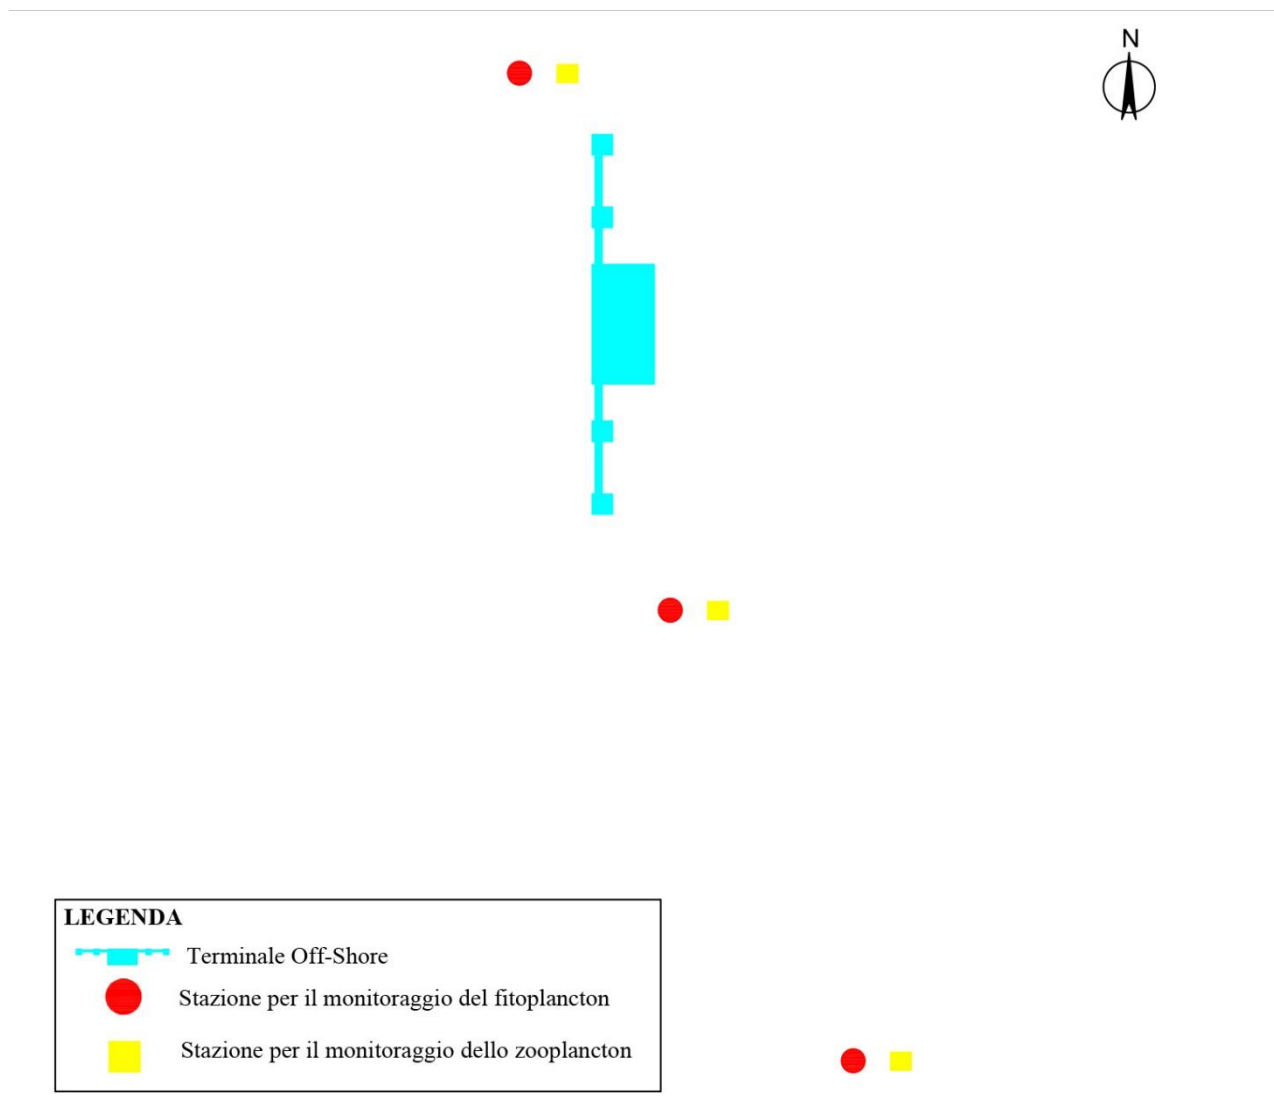 N
LEGENDA
Terminale Off-Shore
Stazione per il monitoraggio del fitoplancton
Stazione per il monitoraggio dello zooplancton